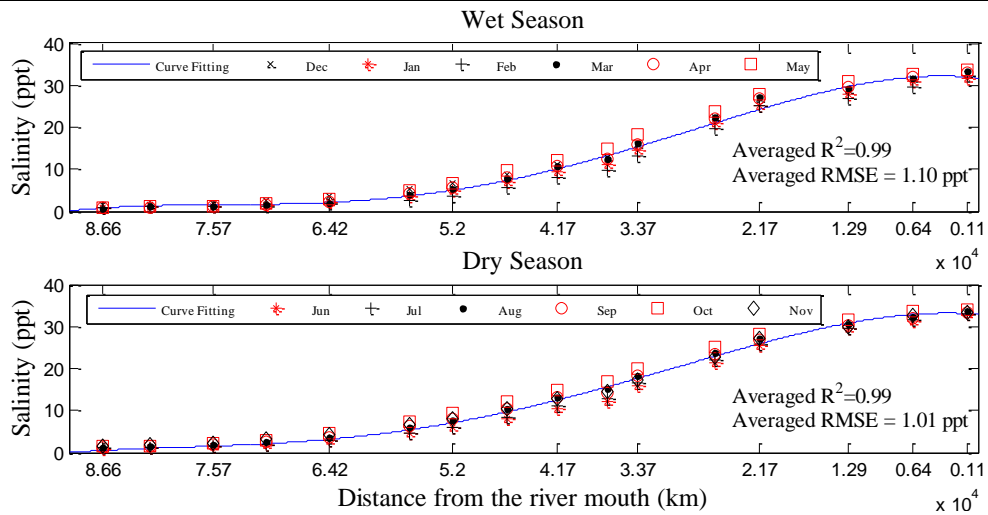 Wet Season
Salinity (ppt)
40
30
20
10
0
Curve Fitting Dec Jan Feb Mar Apr May
Averaged R²=0.99
Averaged RMSE = 1.10 ppt
8.66 7.57 6.42 5.2 4.17 3.37 2.17 1.29 0.64 0.11
x 10⁴
Dry Season
Salinity (ppt)
40
30
20
10
0
Curve Fitting Jun Jul Aug Sep Oct Nov
Averaged R²=0.99
Averaged RMSE = 1.01 ppt
8.66 7.57 6.42 5.2 4.17 3.37 2.17 1.29 0.64 0.11
Distance from the river mouth (km)
x 10⁴